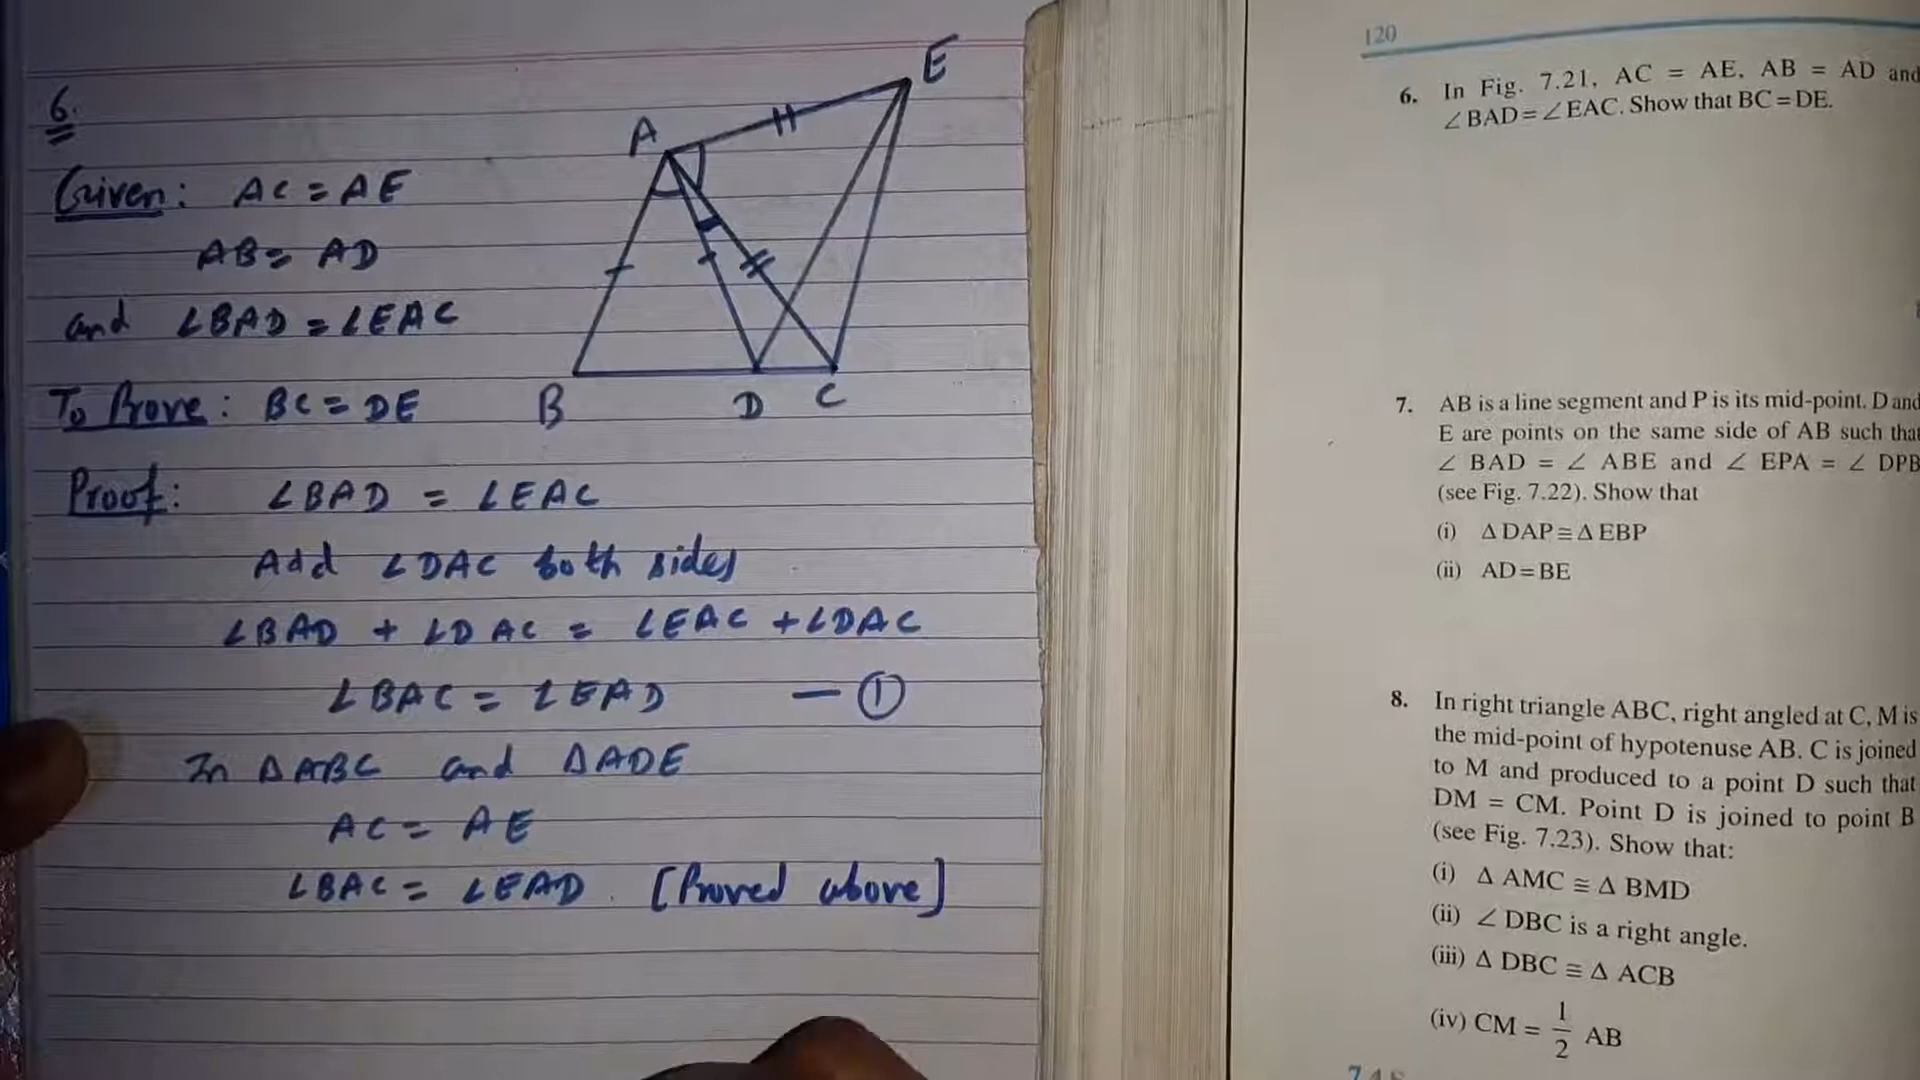 6.
Given: AC = AE
AB = AD
and ∠BAD = ∠EAC
To Prove: BC = DE
A
E
B
D
C
Proof: ∠BAD = ∠EAC
Add ∠DAC both sides
∠BAD + ∠DAC = ∠EAC + ∠DAC
∠BAC = ∠EAD — ①
In ΔABC and ΔADE
AC = AE
∠BAC = ∠EAD [Proved above]
120
6. In Fig. 7.21, AC = AE, AB = AD and
∠BAD = ∠EAC. Show that BC = DE.
7. AB is a line segment and P is its mid-point. D and
E are points on the same side of AB such that
∠ BAD = ∠ ABE and ∠ EPA = ∠ DPB
(see Fig. 7.22). Show that
(i) Δ DAP ≅ Δ EBP
(ii) AD = BE
8. In right triangle ABC, right angled at C, M is
the mid-point of hypotenuse AB. C is joined
to M and produced to a point D such that
DM = CM. Point D is joined to point B
(see Fig. 7.23). Show that:
(i) Δ AMC ≅ Δ BMD
(ii) ∠ DBC is a right angle.
(iii) Δ DBC ≅ Δ ACB
(iv) CM = 1/2 AB